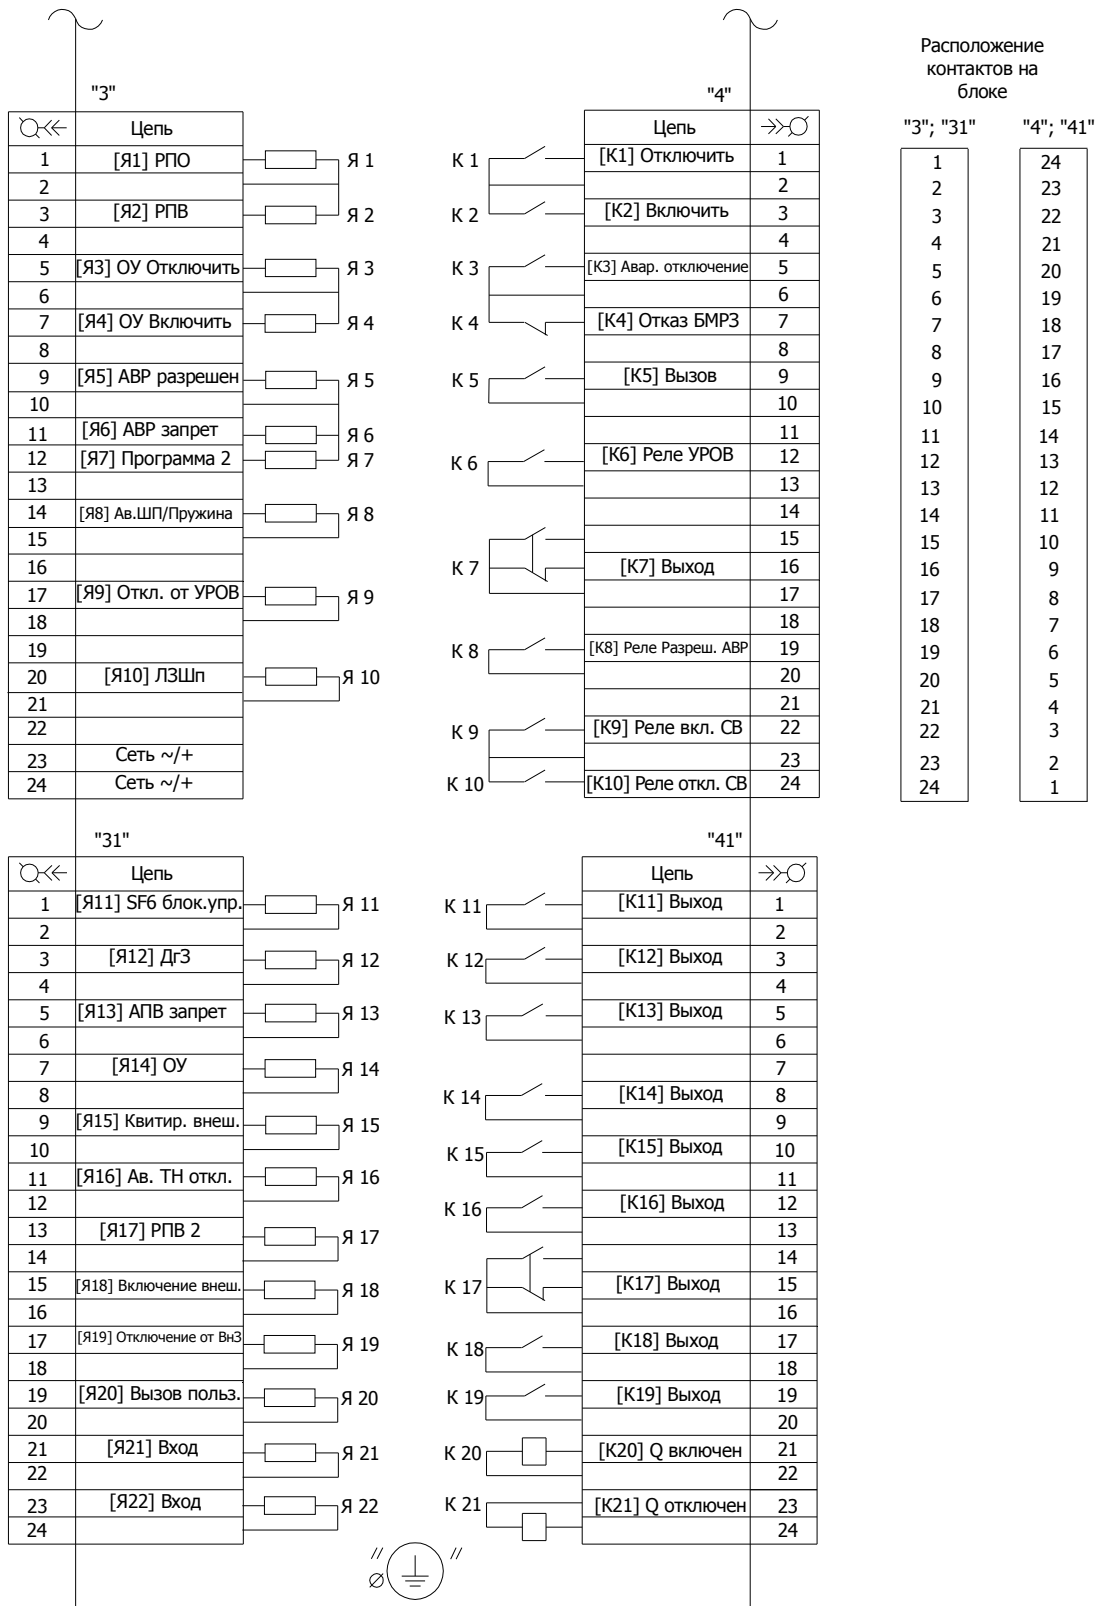 Расположение
контактов на
блоке
"3"
Цепь
1 [Я1] РПО Я 1
2
3 [Я2] РПВ Я 2
4
5 [Я3] ОУ Отключить Я 3
6
7 [Я4] ОУ Включить Я 4
8
9 [Я5] АВР разрешен Я 5
10
11 [Я6] АВР запрет Я 6
12 [Я7] Программа 2 Я 7
13
14 [Я8] Ав.ШП/Пружина Я 8
15
16
17 [Я9] Откл. от УРОВ Я 9
18
19
20 [Я10] ЛЗШп Я 10
21
22
23 Сеть ~/+
24 Сеть ~/+
"4"
Цепь
К 1 [К1] Отключить 1
2
К 2 [К2] Включить 3
4
К 3 [К3] Авар. отключение 5
6
К 4 [К4] Отказ БМРЗ 7
8
К 5 [К5] Вызов 9
10
11
К 6 [К6] Реле УРОВ 12
13
14
15
К 7 [К7] Выход 16
17
18
К 8 [К8] Реле Разреш. АВР 19
20
21
К 9 [К9] Реле вкл. СВ 22
23
К 10 [К10] Реле откл. СВ 24
"3"; "31" "4"; "41"
1 24
2 23
3 22
4 21
5 20
6 19
7 18
8 17
9 16
10 15
11 14
12 13
13 12
14 11
15 10
16 9
17 8
18 7
19 6
20 5
21 4
22 3
23 2
24 1
"31"
Цепь
1 [Я11] SF6 блок.упр. Я 11
2
3 [Я12] ДгЗ Я 12
4
5 [Я13] АПВ запрет Я 13
6
7 [Я14] ОУ Я 14
8
9 [Я15] Квитир. внеш. Я 15
10
11 [Я16] Ав. ТН откл. Я 16
12
13 [Я17] РПВ 2 Я 17
14
15 [Я18] Включение внеш. Я 18
16
17 [Я19] Отключение от ВнЗ Я 19
18
19 [Я20] Вызов польз. Я 20
20
21 [Я21] Вход Я 21
22
23 [Я22] Вход Я 22
24
"41"
Цепь
К 11 [К11] Выход 1
2
К 12 [К12] Выход 3
4
К 13 [К13] Выход 5
6
7
К 14 [К14] Выход 8
9
К 15 [К15] Выход 10
11
К 16 [К16] Выход 12
13
14
К 17 [К17] Выход 15
16
К 18 [К18] Выход 17
18
К 19 [К19] Выход 19
20
К 20 [К20] Q включен 21
22
К 21 [К21] Q отключен 23
24